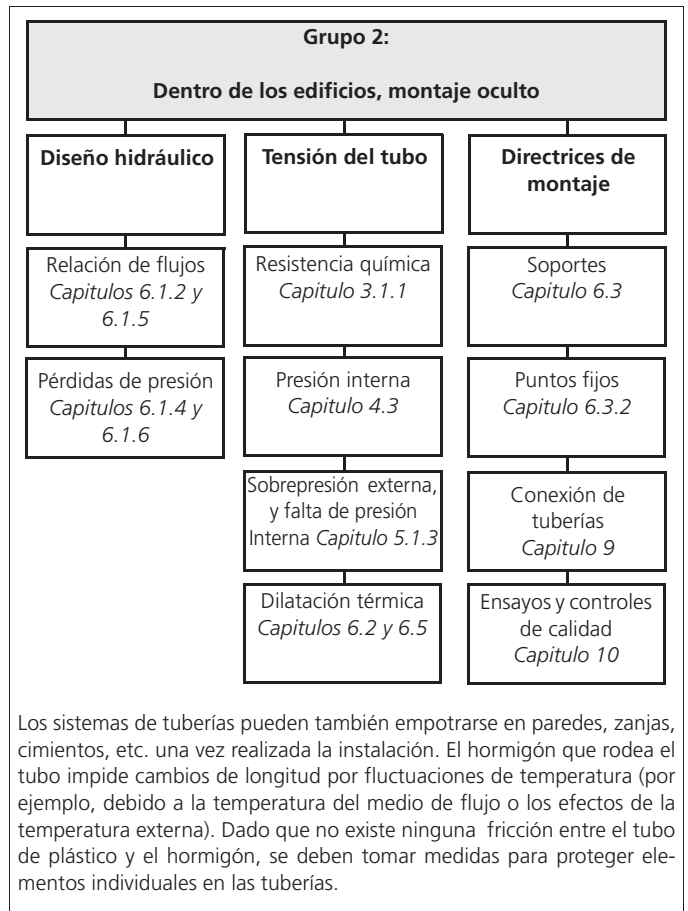 Grupo 2:
Dentro de los edificios, montaje oculto
Diseño hidráulico
Relación de flujos
Capitulos 6.1.2 y
6.1.5
Pérdidas de presión
Capitulos 6.1.4 y
6.1.6
Tensión del tubo
Resistencia química
Capitulo 3.1.1
Presión interna
Capitulo 4.3
Sobrepresión externa,
y falta de presión
Interna Capitulo 5.1.3
Dilatación térmica
Capitulos 6.2 y 6.5
Directrices de
montaje
Soportes
Capitulo 6.3
Puntos fijos
Capitulo 6.3.2
Conexión de
tuberías
Capitulo 9
Ensayos y controles
de calidad
Capitulo 10
Los sistemas de tuberías pueden también empotrarse en paredes, zanjas,
cimientos, etc. una vez realizada la instalación. El hormigón que rodea el
tubo impide cambios de longitud por fluctuaciones de temperatura (por
ejemplo, debido a la temperatura del medio de flujo o los efectos de la
temperatura externa). Dado que no existe ninguna fricción entre el tubo
de plástico y el hormigón, se deben tomar medidas para proteger ele-
mentos individuales en las tuberías.